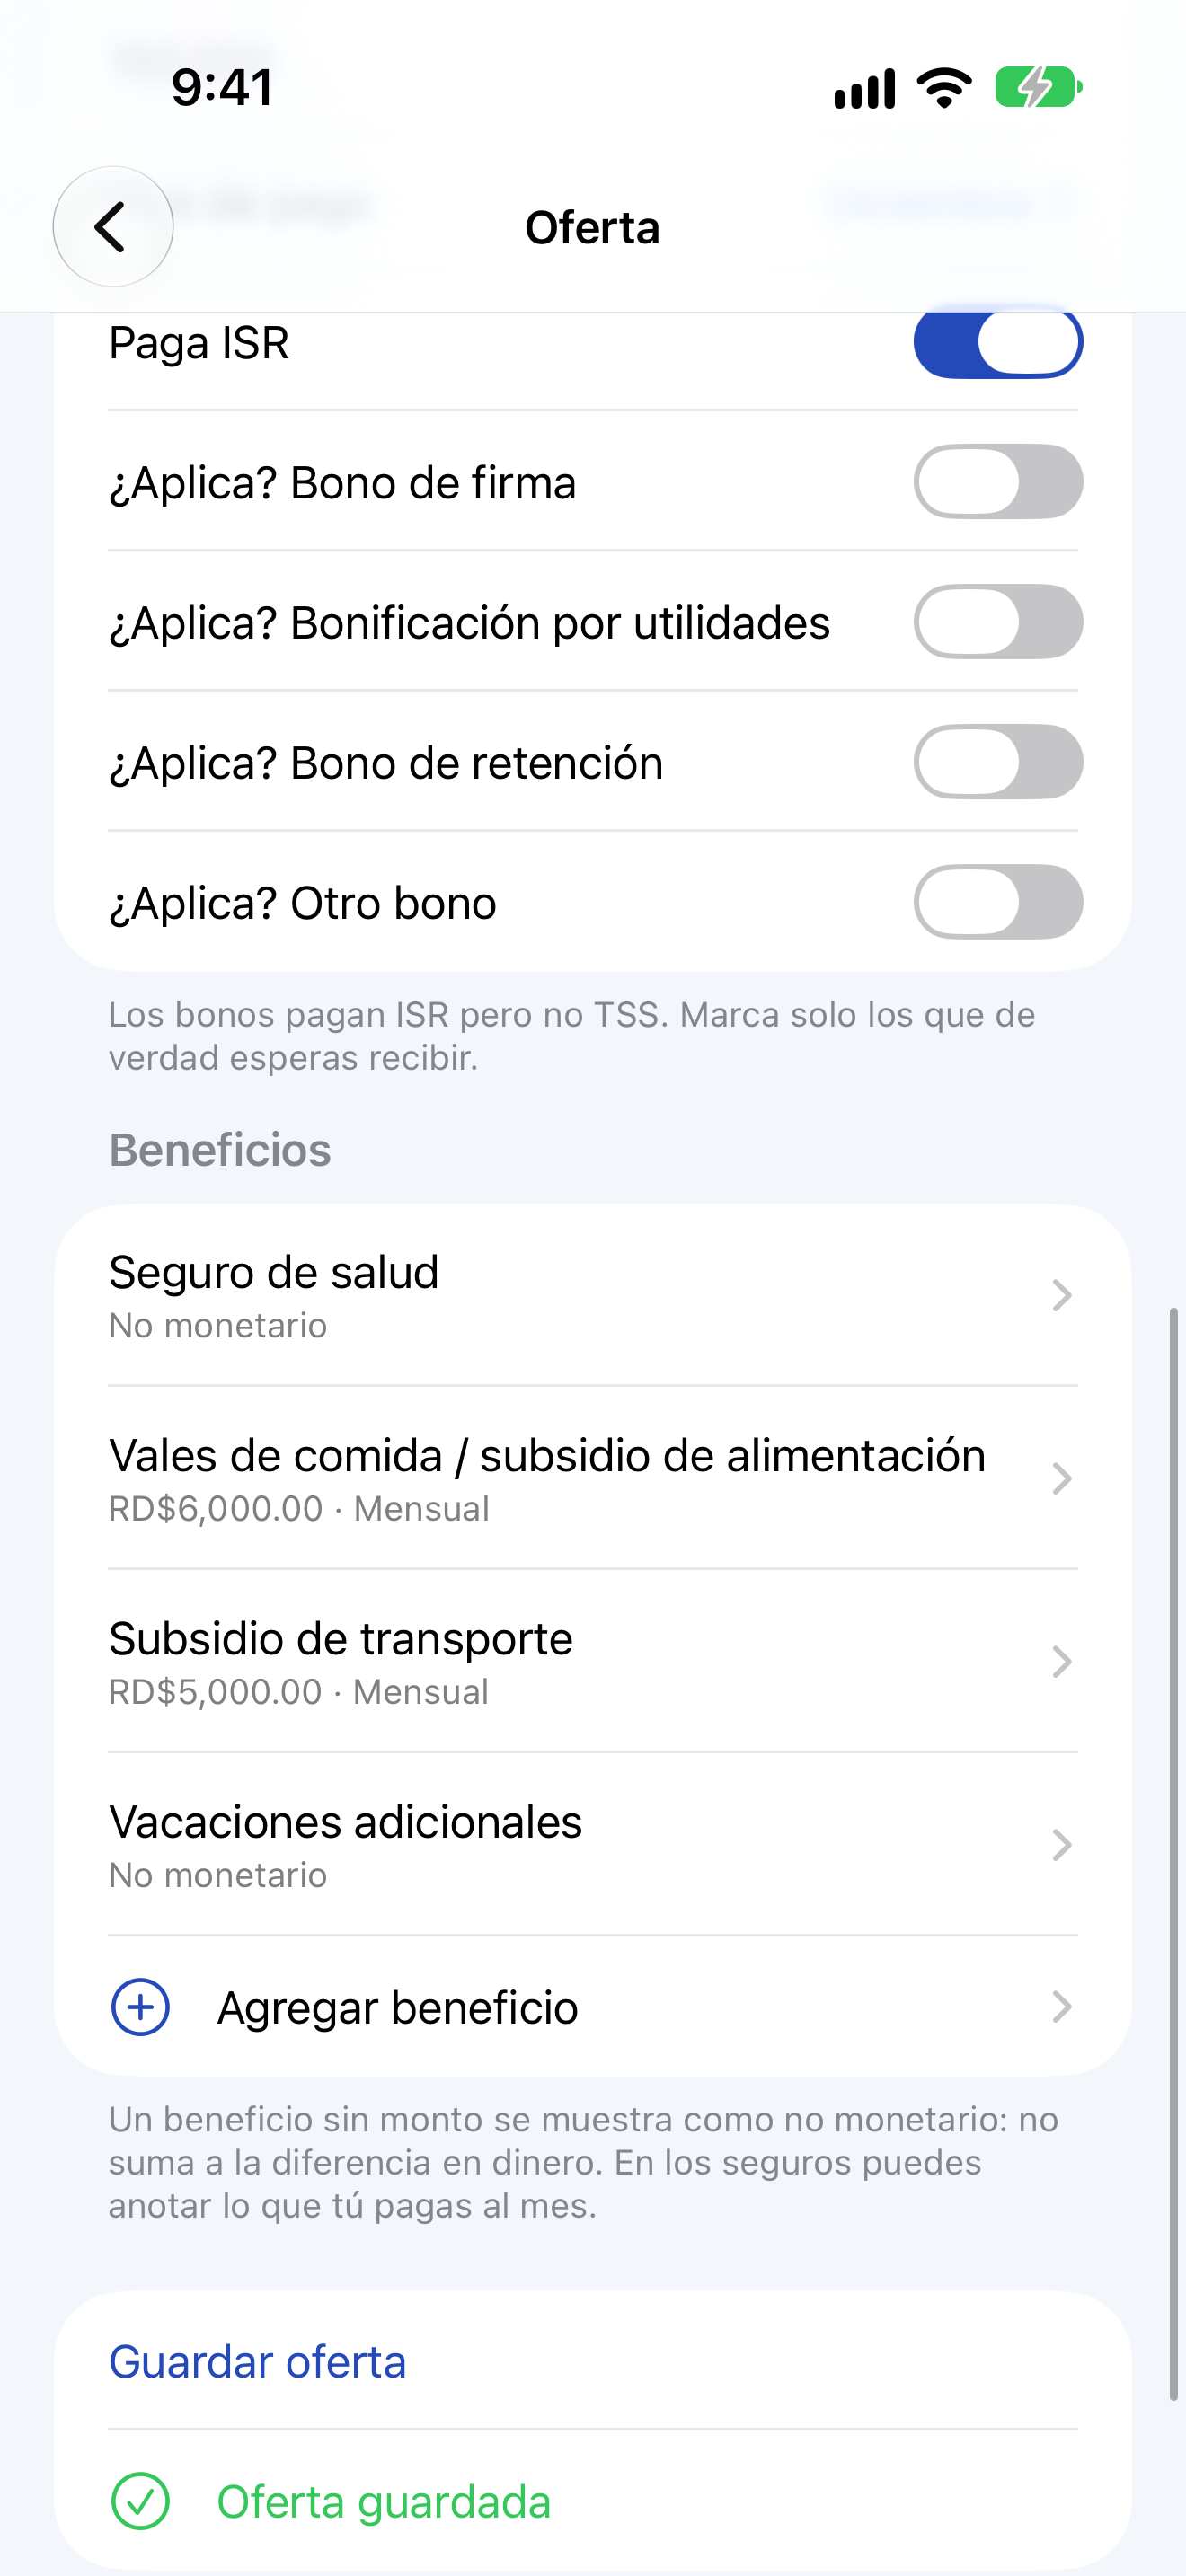 9:41
Oferta
Paga ISR
¿Aplica? Bono de firma
¿Aplica? Bonificación por utilidades
¿Aplica? Bono de retención
¿Aplica? Otro bono
Los bonos pagan ISR pero no TSS. Marca solo los que de
verdad esperas recibir.
Beneficios
Seguro de salud
No monetario
Vales de comida / subsidio de alimentación
RD$6,000.00 · Mensual
Subsidio de transporte
RD$5,000.00 · Mensual
Vacaciones adicionales
No monetario
Agregar beneficio
Un beneficio sin monto se muestra como no monetario: no
suma a la diferencia en dinero. En los seguros puedes
anotar lo que tú pagas al mes.
Guardar oferta
Oferta guardada